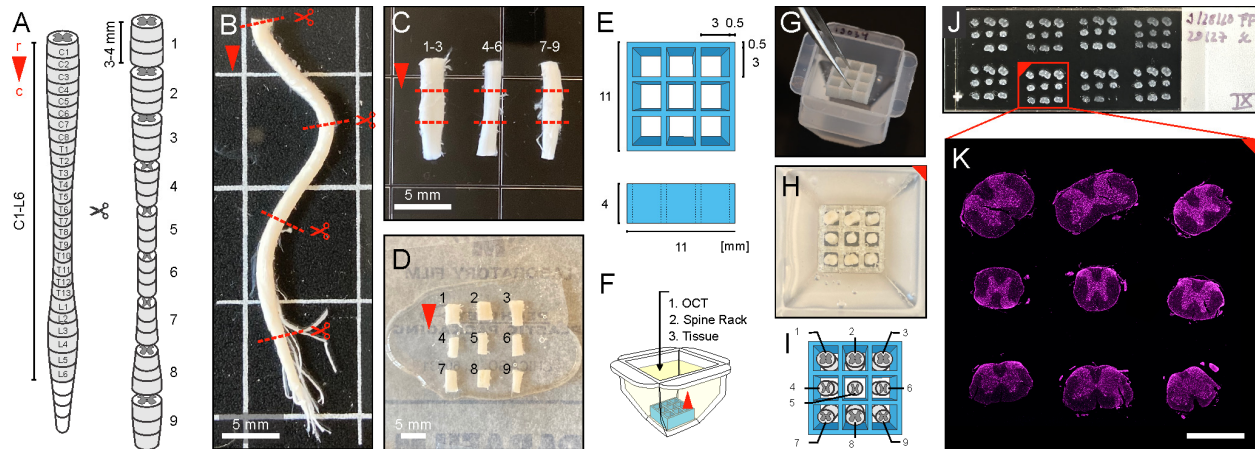 A
r
c
C1-L6
C1
C2
C3
C4
C5
C6
C7
C8
T1
T2
T3
T4
T5
T6
T7
T8
T9
T10
T11
T12
T13
L1
L2
L3
L4
L5
L6
3-4 mm
1
2
3
4
5
6
7
8
9
B
5 mm
C
1-3 4-6 7-9
5 mm
D
LABORATORY FILM
1 2 3
4 5 6
7 8 9
5 mm
E
3 0.5
0.5
3
11
4
11 [mm]
F
1. OCT
2. Spine Rack
3. Tissue
G
H
I
1 2 3
4 6
5
7 8 9
J
IX
K